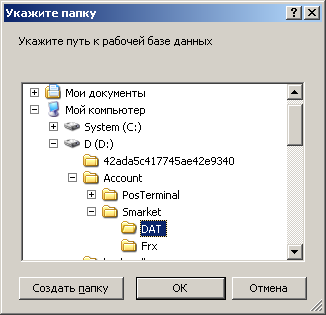 Укажите папку
Укажите путь к рабочей базе данных
Мои документы
Мой компьютер
System (C:)
D (D:)
42ada5c417745ae42e9340
Account
PosTerminal
Smarket
DAT
Frx
Создать папку
OK
Отмена